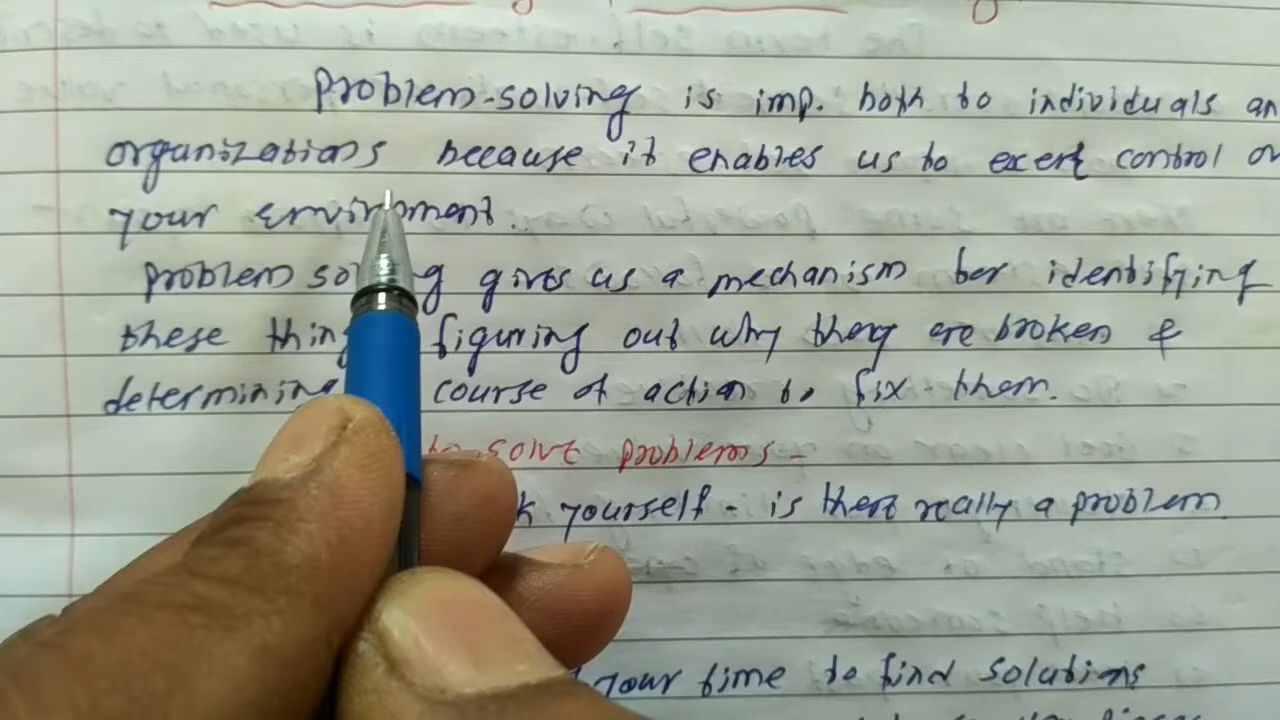 Problem-solving is imp. both to individuals an
organizations because it enables us to exert control ov
your environment.
problem solving gives us a mechanism for identifying
these thing figuring out why they are broken &
determining course of action to fix them.
to solve problems -
yourself - is there really a problem
your time to find solutions